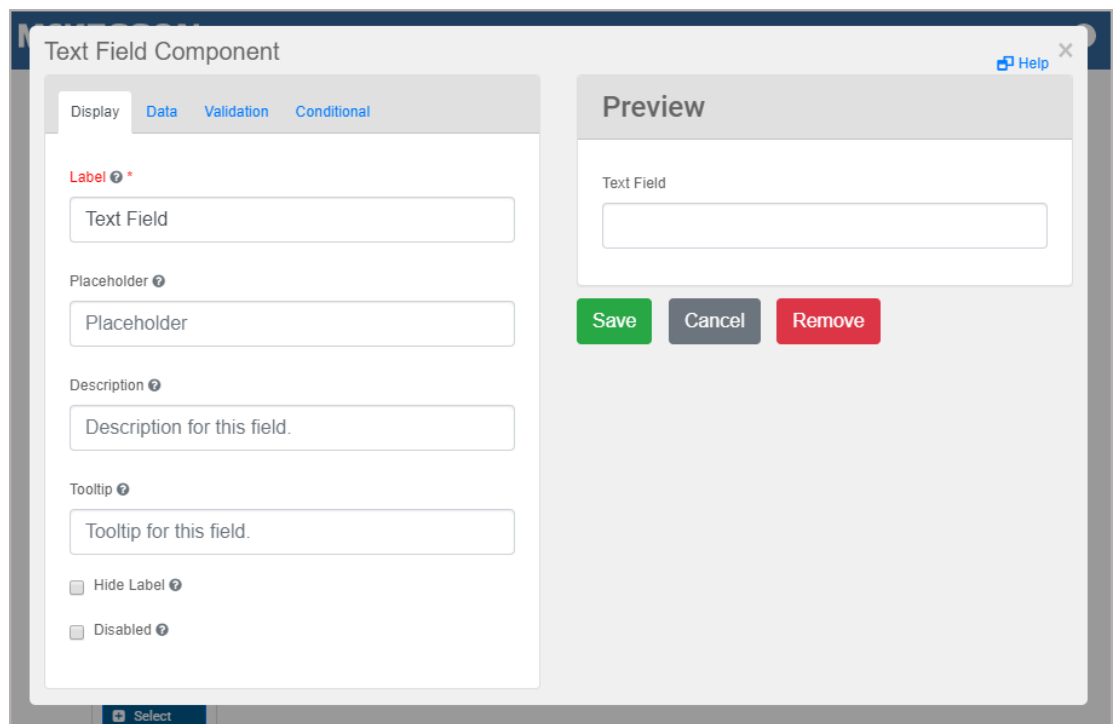 Text Field Component
Help
×
Display Data Validation Conditional
Label *
Text Field
Placeholder
Placeholder
Description
Description for this field.
Tooltip
Tooltip for this field.
Hide Label
Disabled
Preview
Text Field
Save Cancel Remove
Select